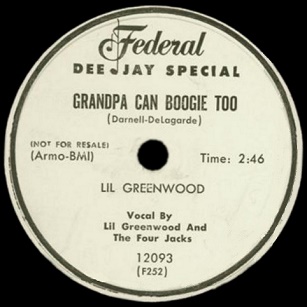 Federal
DEE JAY SPECIAL
GRANDPA CAN BOOGIE TOO
(Darnell-DeLagarde)
(NOT FOR RESALE)
(Armo-BMI)
Time: 2:46
LIL GREENWOOD
Vocal By
Lil Greenwood And
The Four Jacks
12093
(F252)